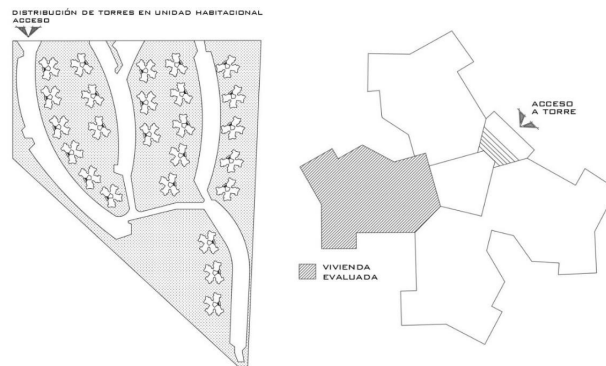 DISTRIBUCIÓN DE TORRES EN UNIDAD HABITACIONAL
ACCESO
ACCESO
A TORRE
VIVIENDA
EVALUADA